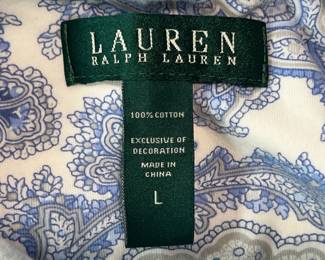 LAUREN
RALPH LAUREN
100% COTTON
EXCLUSIVE OF
DECORATION
MADE IN
CHINA
L